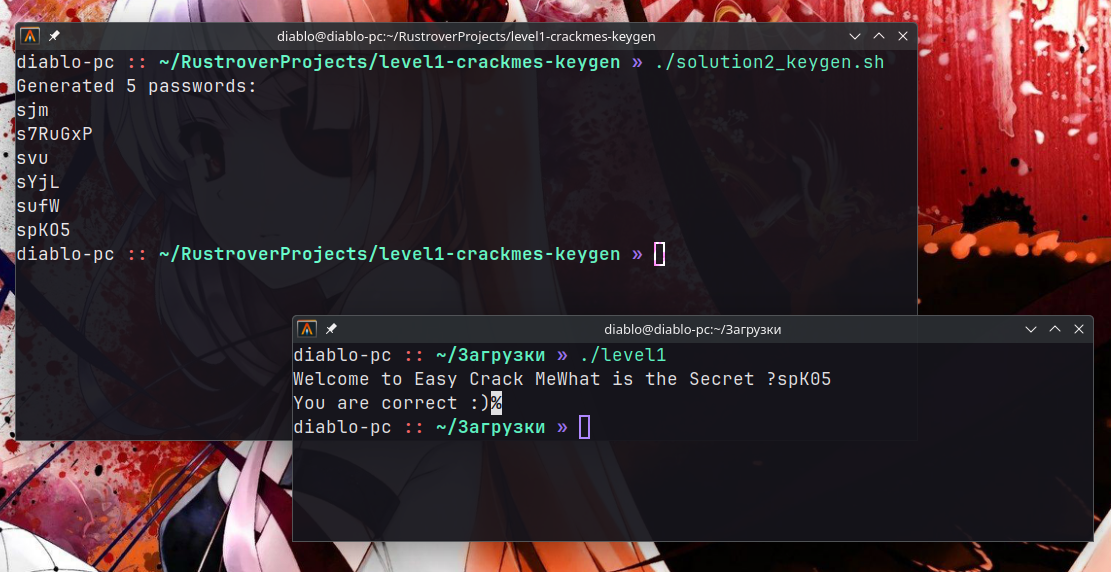 diablo@diablo-pc:~/RustroverProjects/level1-crackmes-keygen
diablo-pc :: ~/RustroverProjects/level1-crackmes-keygen » ./solution2_keygen.sh
Generated 5 passwords:
sjm
s7RuGxP
svu
sYjL
sufW
spK05
diablo-pc :: ~/RustroverProjects/level1-crackmes-keygen »
diablo@diablo-pc:~/Загрузки
diablo-pc :: ~/Загрузки » ./level1
Welcome to Easy Crack MeWhat is the Secret ?spK05
You are correct :)%
diablo-pc :: ~/Загрузки »